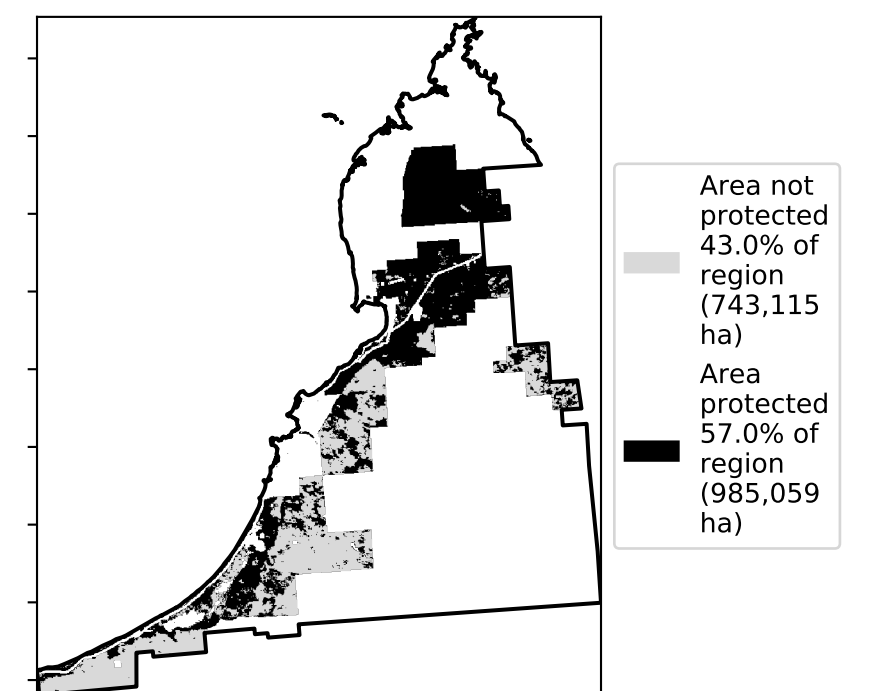 Area not
protected
43.0% of
region
(743,115
ha)
Area
protected
57.0% of
region
(985,059
ha)